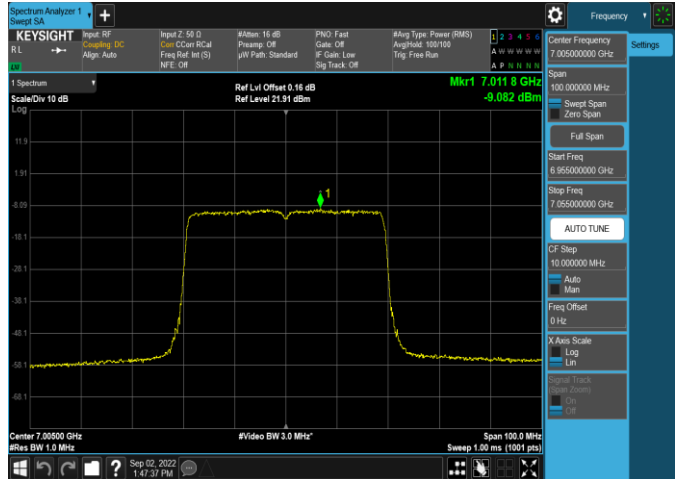 Spectrum Analyzer 1
Swept SA
+
Frequency
KEYSIGHT
RL
Input: RF
Coupling: DC
Align: Auto
Input Z: 50 Ω
Corr CCorr RCal
Freq Ref: Int (S)
NFE: Off
#Atten: 16 dB
Preamp: Off
µW Path: Standard
PNO: Fast
Gate: Off
IF Gain: Low
Sig Track: Off
#Avg Type: Power (RMS)
Avg|Hold: 100/100
Trig: Free Run
1 2 3 4 5 6
A W W W W W
A P N N N N
1 Spectrum
Scale/Div 10 dB
Log
Ref Lvl Offset 0.16 dB
Ref Level 21.91 dBm
Mkr1 7.011 8 GHz
-9.082 dBm
11.9
1.91
-8.09
-18.1
-28.1
-38.1
-48.1
-58.1
-68.1
1
Center 7.00500 GHz
#Res BW 1.0 MHz
#Video BW 3.0 MHz*
Span 100.0 MHz
Sweep 1.00 ms (1001 pts)
Sep 02, 2022
1:47:37 PM
?
Settings
Center Frequency
7.005000000 GHz
Span
100.000000 MHz
Swept Span
Zero Span
Full Span
Start Freq
6.955000000 GHz
Stop Freq
7.055000000 GHz
AUTO TUNE
CF Step
10.000000 MHz
Auto
Man
Freq Offset
0 Hz
X Axis Scale
Log
Lin
Signal Track
(Span Zoom)
On
Off